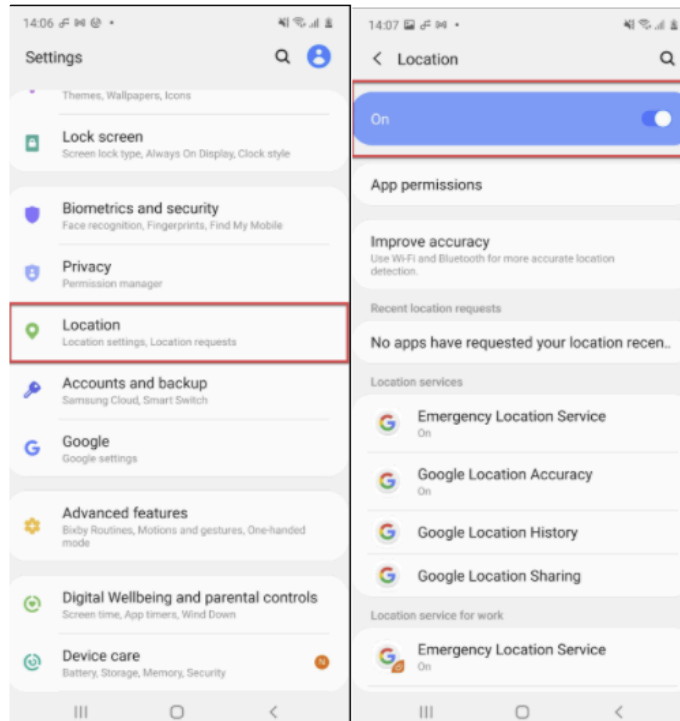 14:06
Settings
Themes, Wallpapers, Icons
Lock screen
Screen lock type, Always On Display, Clock style
Biometrics and security
Face recognition, Fingerprints, Find My Mobile
Privacy
Permission manager
Location
Location settings, Location requests
Accounts and backup
Samsung Cloud, Smart Switch
Google
Google settings
Advanced features
Bixby Routines, Motions and gestures, One-handed
mode
Digital Wellbeing and parental controls
Screen time, App timers, Wind Down
Device care
Battery, Storage, Memory, Security
N
14:07
Location
On
App permissions
Improve accuracy
Use Wi-Fi and Bluetooth for more accurate location
detection.
Recent location requests
No apps have requested your location recen..
Location services
Emergency Location Service
On
Google Location Accuracy
On
Google Location History
Google Location Sharing
Location service for work
Emergency Location Service
On